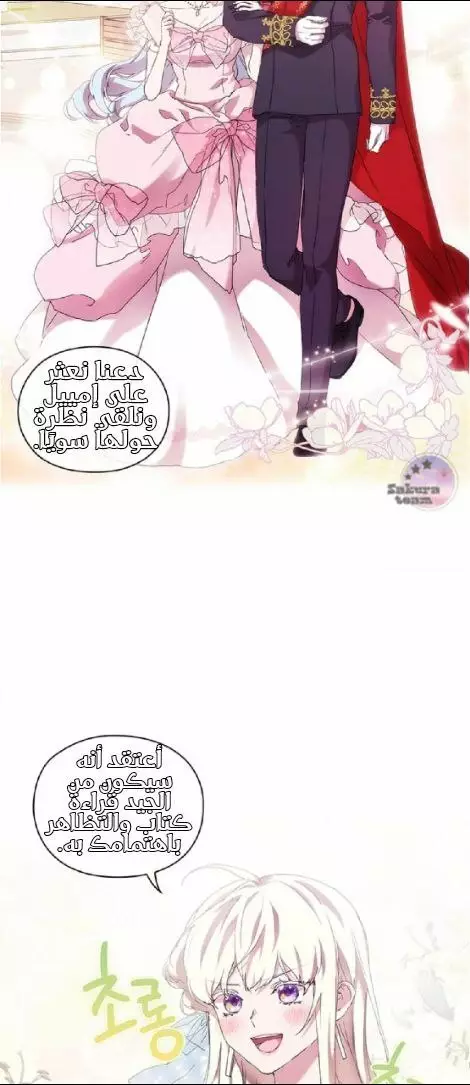 دعنا نعثر
على إمبيل
ونلقي نظرة
حولها سويًا.
Sakura
team
أعتقد أنه
سيكون من
الجيد قراءة
كتاب والتظاهر
باهتمامك به.
초롱